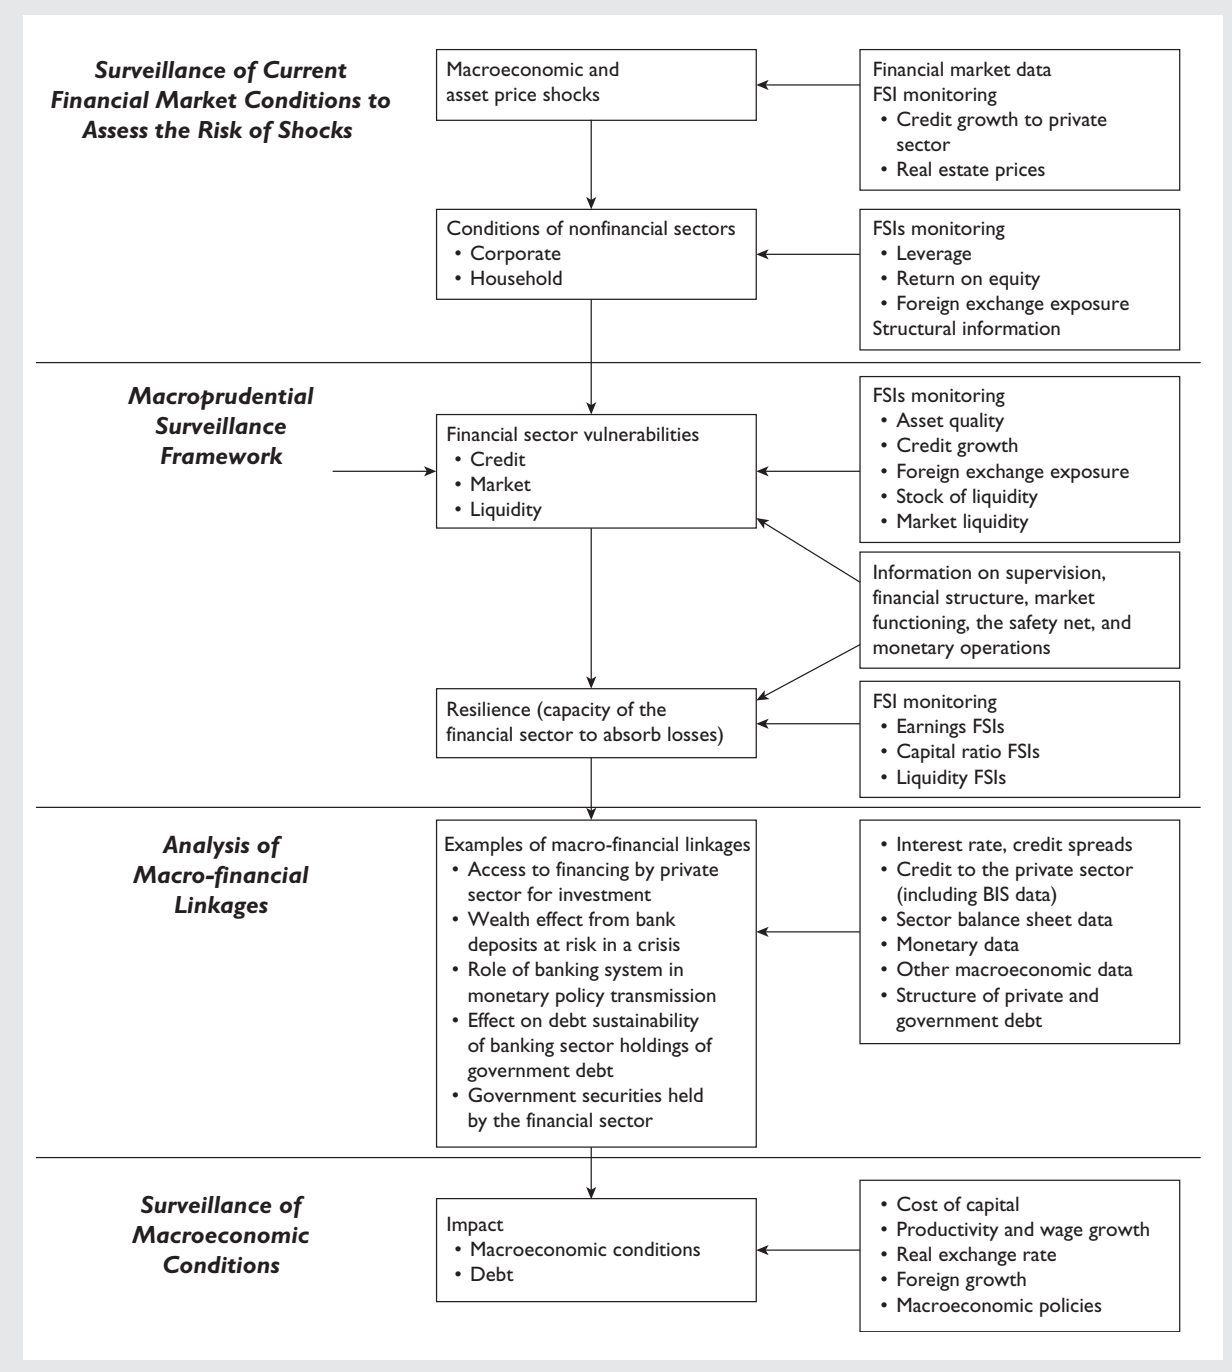 Surveillance of Current
Financial Market Conditions to
Assess the Risk of Shocks
Macroeconomic and
asset price shocks
Financial market data
FSI monitoring
• Credit growth to private
sector
• Real estate prices
Conditions of nonfinancial sectors
• Corporate
• Household
FSIs monitoring
• Leverage
• Return on equity
• Foreign exchange exposure
Structural information
Macroprudential
Surveillance
Framework
Financial sector vulnerabilities
• Credit
• Market
• Liquidity
FSIs monitoring
• Asset quality
• Credit growth
• Foreign exchange exposure
• Stock of liquidity
• Market liquidity
Information on supervision,
financial structure, market
functioning, the safety net, and
monetary operations
Resilience (capacity of the
financial sector to absorb losses)
FSI monitoring
• Earnings FSIs
• Capital ratio FSIs
• Liquidity FSIs
Analysis of
Macro-financial
Linkages
Examples of macro-financial linkages
• Access to financing by private
sector for investment
• Wealth effect from bank
deposits at risk in a crisis
• Role of banking system in
monetary policy transmission
• Effect on debt sustainability
of banking sector holdings of
government debt
• Government securities held
by the financial sector
• Interest rate, credit spreads
• Credit to the private sector
(including BIS data)
• Sector balance sheet data
• Monetary data
• Other macroeconomic data
• Structure of private and
government debt
Surveillance of
Macroeconomic
Conditions
Impact
• Macroeconomic conditions
• Debt
• Cost of capital
• Productivity and wage growth
• Real exchange rate
• Foreign growth
• Macroeconomic policies